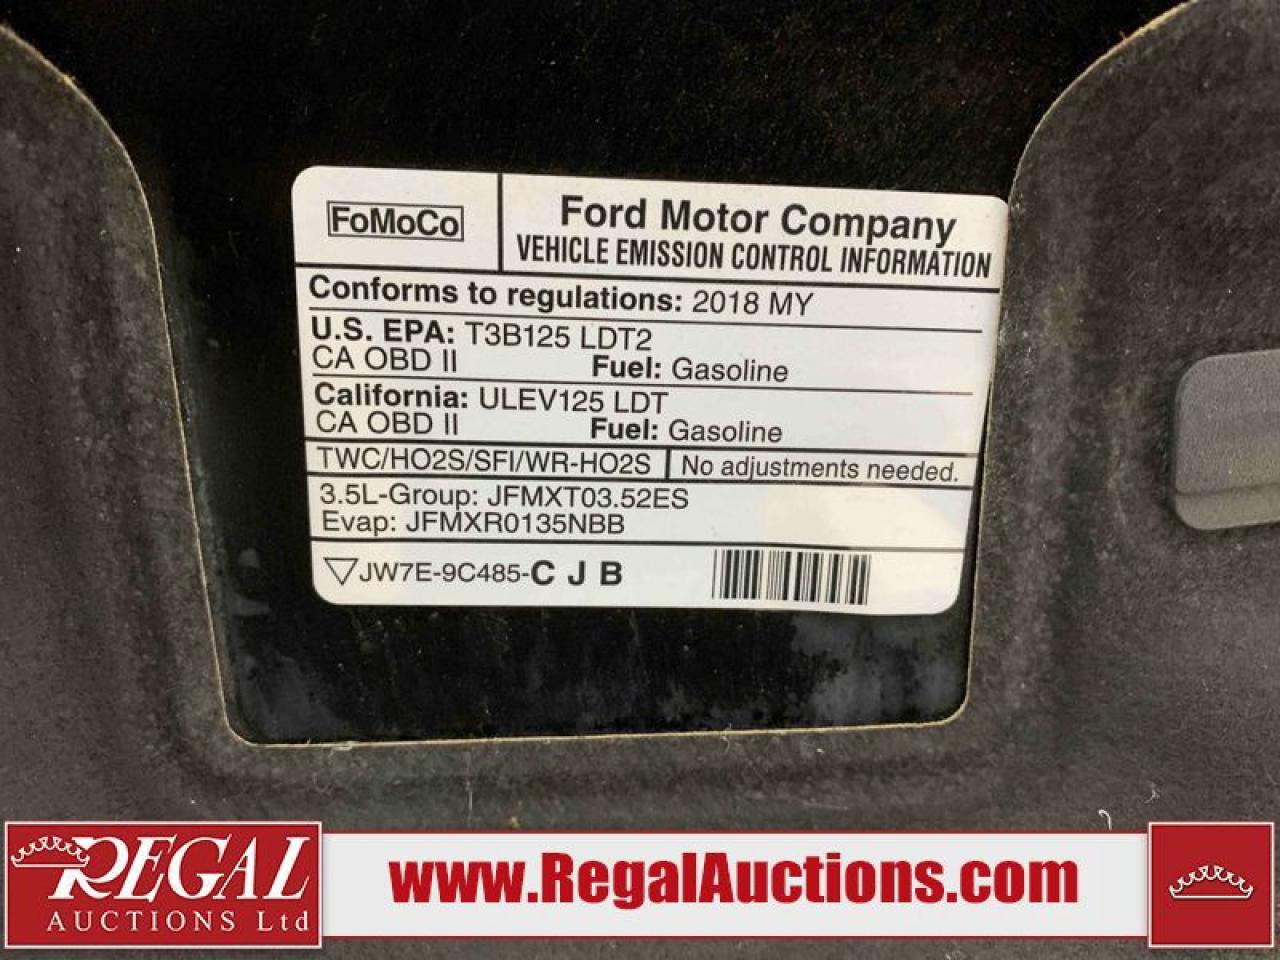 FoMoCo
Ford Motor Company
VEHICLE EMISSION CONTROL INFORMATION
Conforms to regulations: 2018 MY
U.S. EPA: T3B125 LDT2
CA OBD II Fuel: Gasoline
California: ULEV125 LDT
CA OBD II Fuel: Gasoline
TWC/HO2S/SFI/WR-HO2S No adjustments needed.
3.5L-Group: JFMXT03.52ES
Evap: JFMXR0135NBB
JW7E-9C485-C J B
REGAL
AUCTIONS Ltd
www.RegalAuctions.com